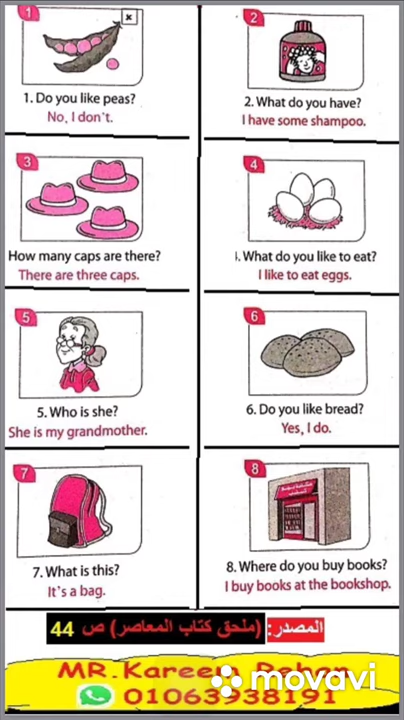 1
x
1. Do you like peas?
No, I don't.
2
2. What do you have?
I have some shampoo.
3
How many caps are there?
There are three caps.
4
. What do you like to eat?
I like to eat eggs.
5
5. Who is she?
She is my grandmother.
6
6. Do you like bread?
Yes, I do.
7
7. What is this?
It's a bag.
8
8. Where do you buy books?
I buy books at the bookshop.
المصدر: (ملحق كتاب المعاصر) ص 44
MR.Kareem
movavi
01063938191